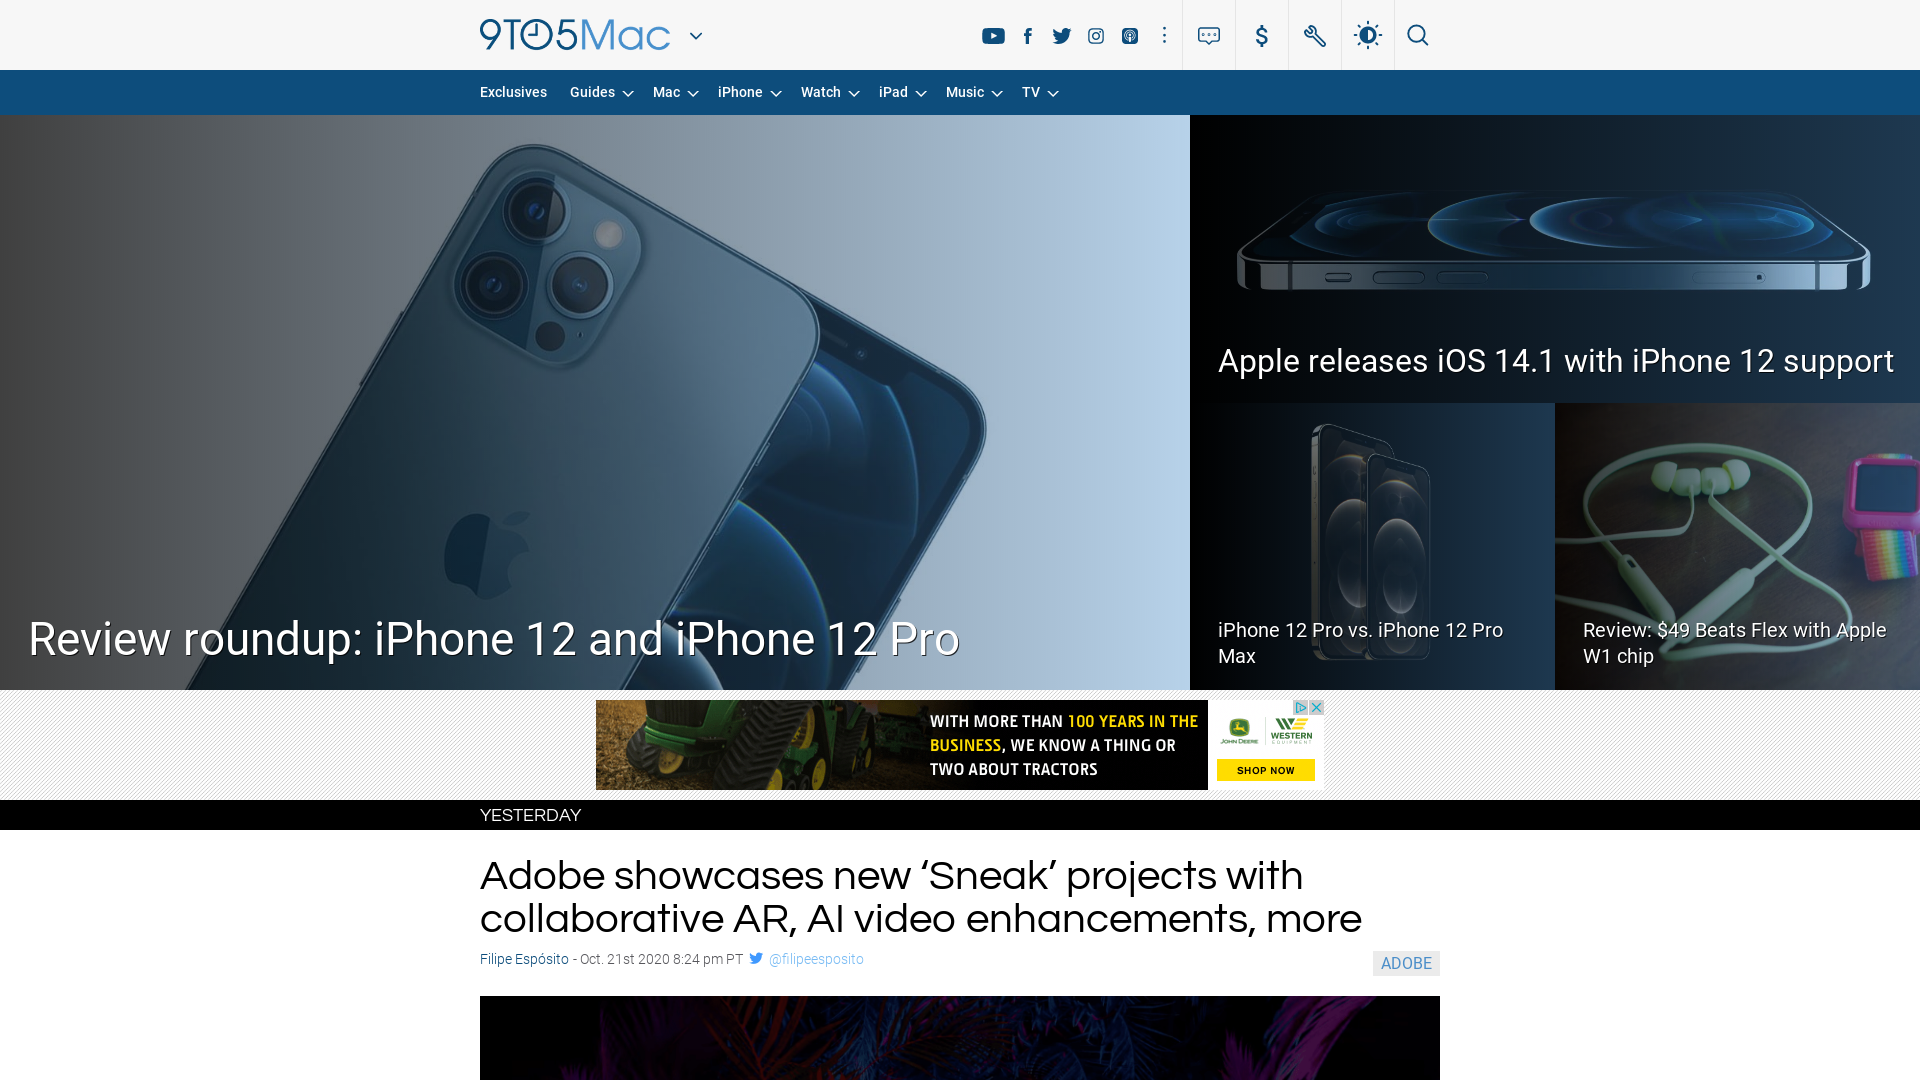 9TO5Mac
Exclusives Guides Mac iPhone Watch iPad Music TV
Review roundup: iPhone 12 and iPhone 12 Pro
Apple releases iOS 14.1 with iPhone 12 support
iPhone 12 Pro vs. iPhone 12 Pro
Max
Review: $49 Beats Flex with Apple
W1 chip
WITH MORE THAN 100 YEARS IN THE
BUSINESS, WE KNOW A THING OR
TWO ABOUT TRACTORS
JOHN DEERE
WESTERN
EQUIPMENT
SHOP NOW
YESTERDAY
Adobe showcases new ‘Sneak’ projects with
collaborative AR, AI video enhancements, more
Filipe Espósito - Oct. 21st 2020 8:24 pm PT @filipeesposito
ADOBE